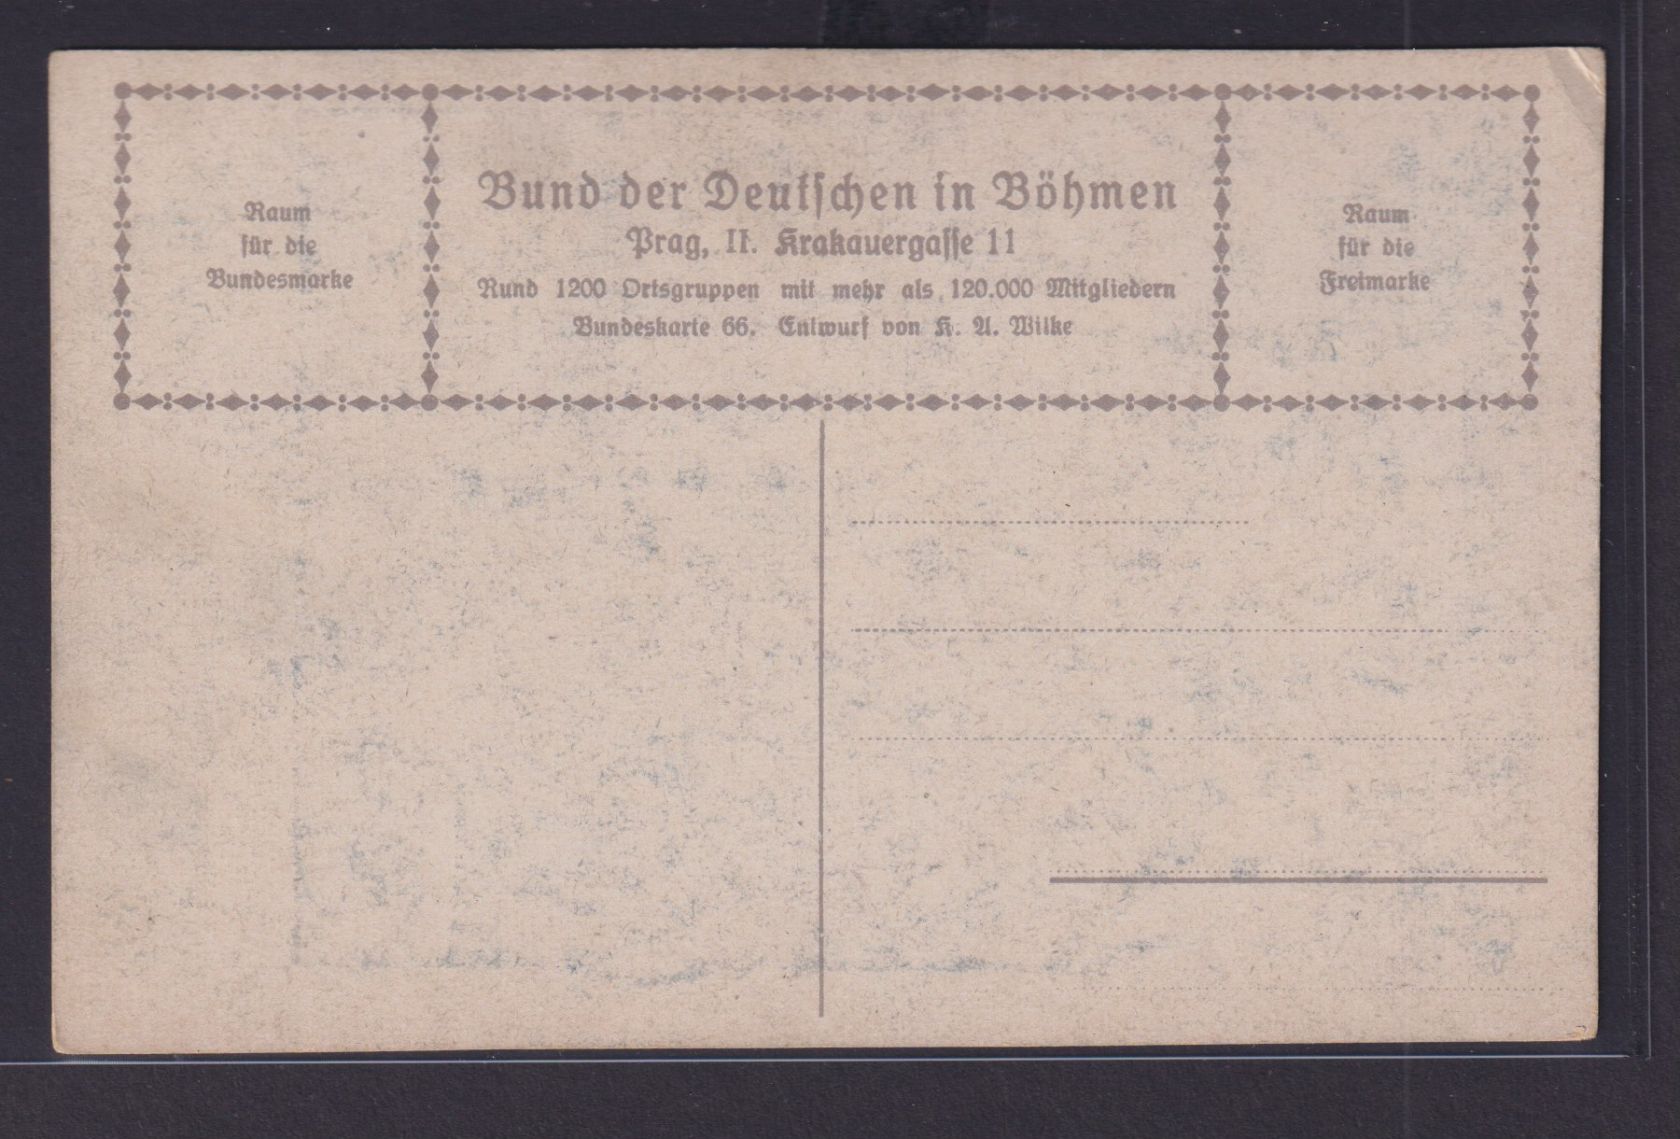 Raum
für die
Bundesmarke
Bund der Deutschen in Böhmen
Prag, II. Krakauergasse 11
Rund 1200 Ortsgruppen mit mehr als 120.000 Mitgliedern
Bundeskarte 66. Entwurf von K. A. Wilke
Raum
für die
Freimarke